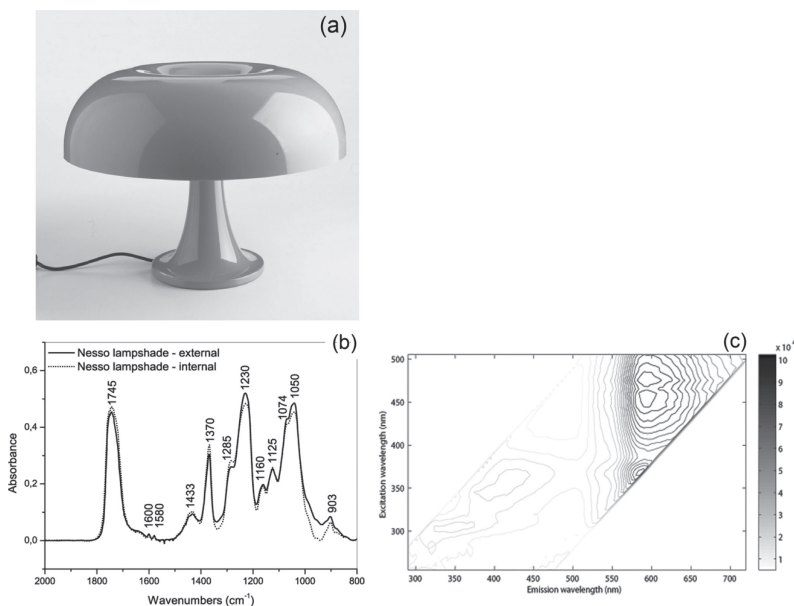 (a)
(b)
Nesso lampshade - external
Nesso lampshade - internal
1745
1600
1580
1433
1370
1285
1230
1160
1125
1074
1050
903
0,6
0,4
0,2
0,0
Absorbance
2000 1800 1600 1400 1200 1000 800
Wavenumbers (cm-1)
(c)
500
450
400
350
300
Excitation wavelength (nm)
300 350 400 450 500 550 600 650 700
Emission wavelength (nm)
x 10⁴
10
9
8
7
6
5
4
3
2
1